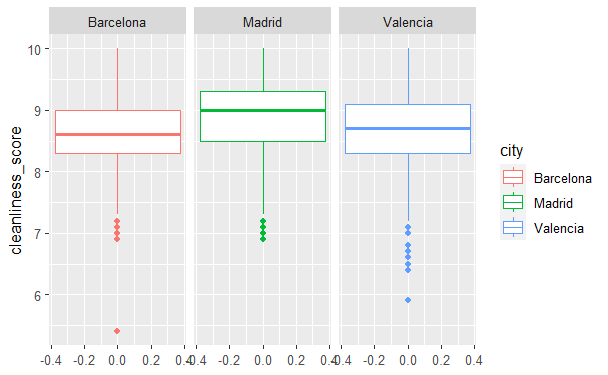 Barcelona Madrid Valencia
cleanliness_score
10
9
8
7
6
-0.4 -0.2 0.0 0.2 0.4 -0.4 -0.2 0.0 0.2 0.4 -0.4 -0.2 0.0 0.2 0.4
city
Barcelona
Madrid
Valencia